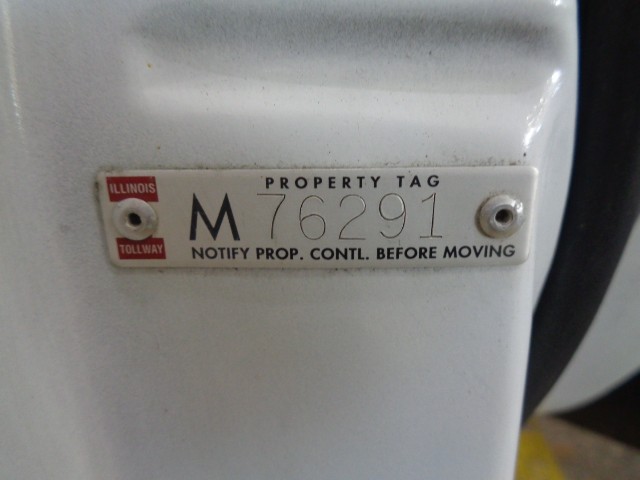 ILLINOIS
TOLLWAY
PROPERTY TAG
M 76291
NOTIFY PROP. CONTL. BEFORE MOVING